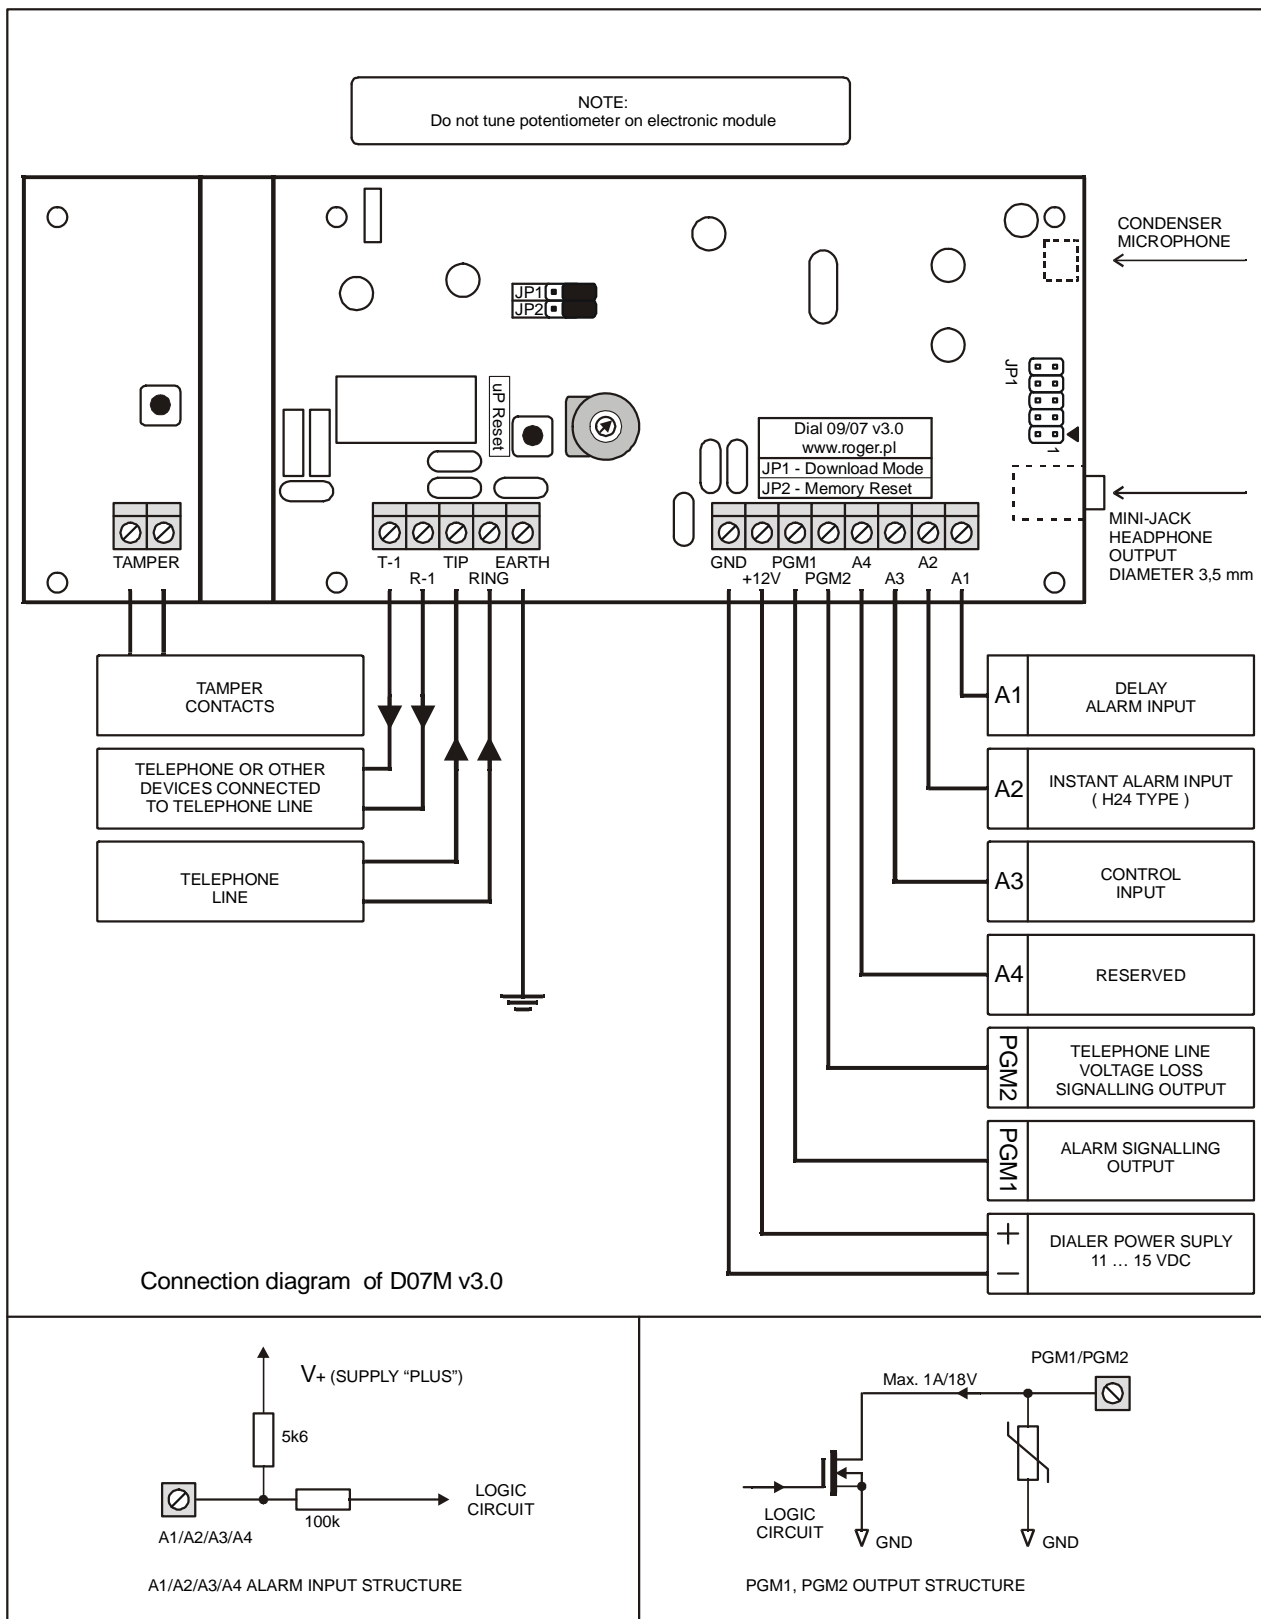 NOTE:
Do not tune potentiometer on electronic module
CONDENSER
MICROPHONE
JP1
JP2
JP1
1
uP Reset
Dial 09/07 v3.0
www.roger.pl
JP1 - Download Mode
JP2 - Memory Reset
MINI-JACK
HEADPHONE
OUTPUT
DIAMETER 3,5 mm
TAMPER
T-1
R-1
TIP
RING
EARTH
GND
+12V
PGM1
PGM2
A4
A3
A2
A1
TAMPER
CONTACTS
TELEPHONE OR OTHER
DEVICES CONNECTED
TO TELEPHONE LINE
TELEPHONE
LINE
A1
DELAY
ALARM INPUT
A2
INSTANT ALARM INPUT
( H24 TYPE )
A3
CONTROL
INPUT
A4
RESERVED
PGM2
TELEPHONE LINE
VOLTAGE LOSS
SIGNALLING OUTPUT
PGM1
ALARM SIGNALLING
OUTPUT
+
−
DIALER POWER SUPLY
11 … 15 VDC
Connection diagram of D07M v3.0
V+ (SUPPLY “PLUS”)
5k6
100k
LOGIC
CIRCUIT
A1/A2/A3/A4
A1/A2/A3/A4 ALARM INPUT STRUCTURE
PGM1/PGM2
Max. 1A/18V
LOGIC
CIRCUIT
GND
GND
PGM1, PGM2 OUTPUT STRUCTURE